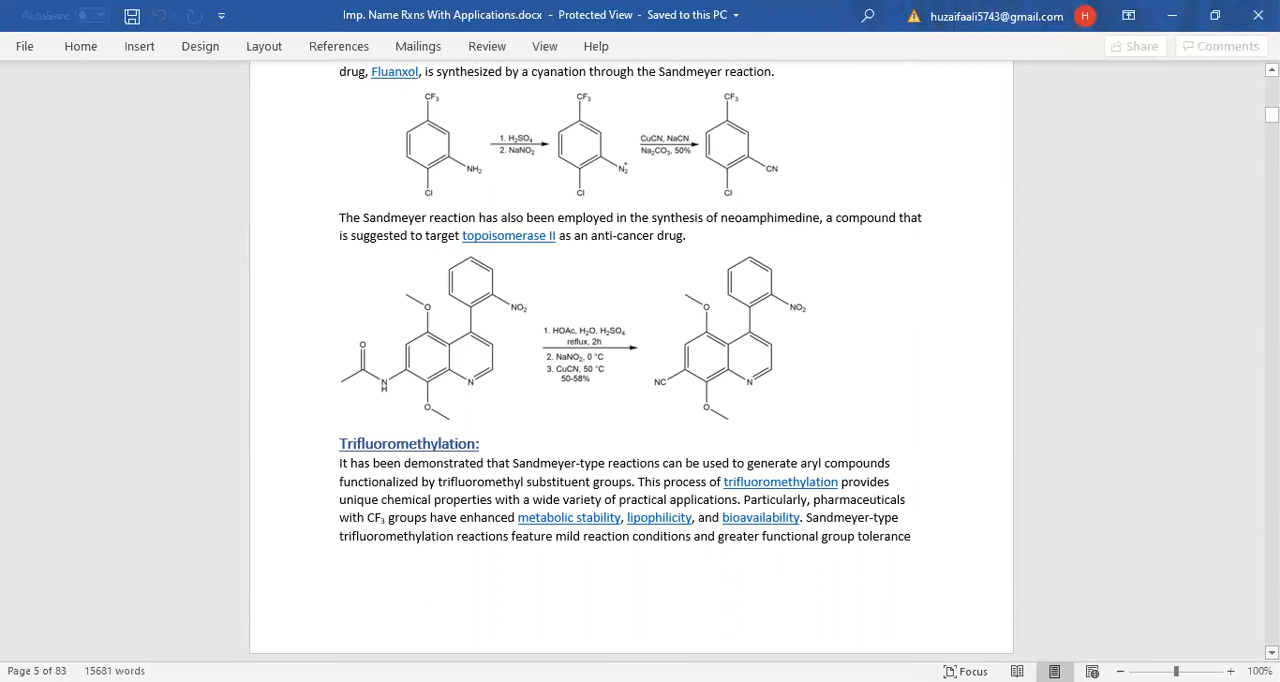 AutoSave Off
Imp. Name Rxns With Applications.docx - Protected View - Saved to this PC
huzaifaali5743@gmail.com H
File Home Insert Design Layout References Mailings Review View Help Share Comments
drug, Fluanxol, is synthesized by a cyanation through the Sandmeyer reaction.
CF₃ CF₃ CF₃
1. H₂SO₄ CuCN, NaCN
2. NaNO₂ Na₂CO₃, 50%
NH₂ N₂⁺ CN
Cl Cl Cl
The Sandmeyer reaction has also been employed in the synthesis of neoamphimedine, a compound that
is suggested to target topoisomerase II as an anti-cancer drug.
NO₂ NO₂
O O
1. HOAc, H₂O, H₂SO₄
reflux, 2h
O
2. NaNO₂, 0 °C
3. CuCN, 50 °C
50-58%
N H N NC N
O O
Trifluoromethylation:
It has been demonstrated that Sandmeyer-type reactions can be used to generate aryl compounds
functionalized by trifluoromethyl substituent groups. This process of trifluoromethylation provides
unique chemical properties with a wide variety of practical applications. Particularly, pharmaceuticals
with CF₃ groups have enhanced metabolic stability, lipophilicity, and bioavailability. Sandmeyer-type
trifluoromethylation reactions feature mild reaction conditions and greater functional group tolerance
Page 5 of 83 15681 words Focus 100%